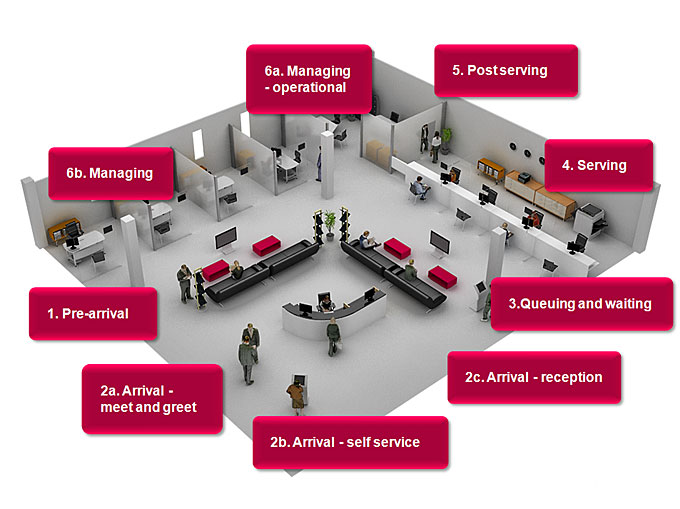 6a. Managing
- operational
5. Post serving
6b. Managing
4. Serving
1. Pre-arrival
3.Queuing and waiting
2a. Arrival -
meet and greet
2c. Arrival - reception
2b. Arrival - self service